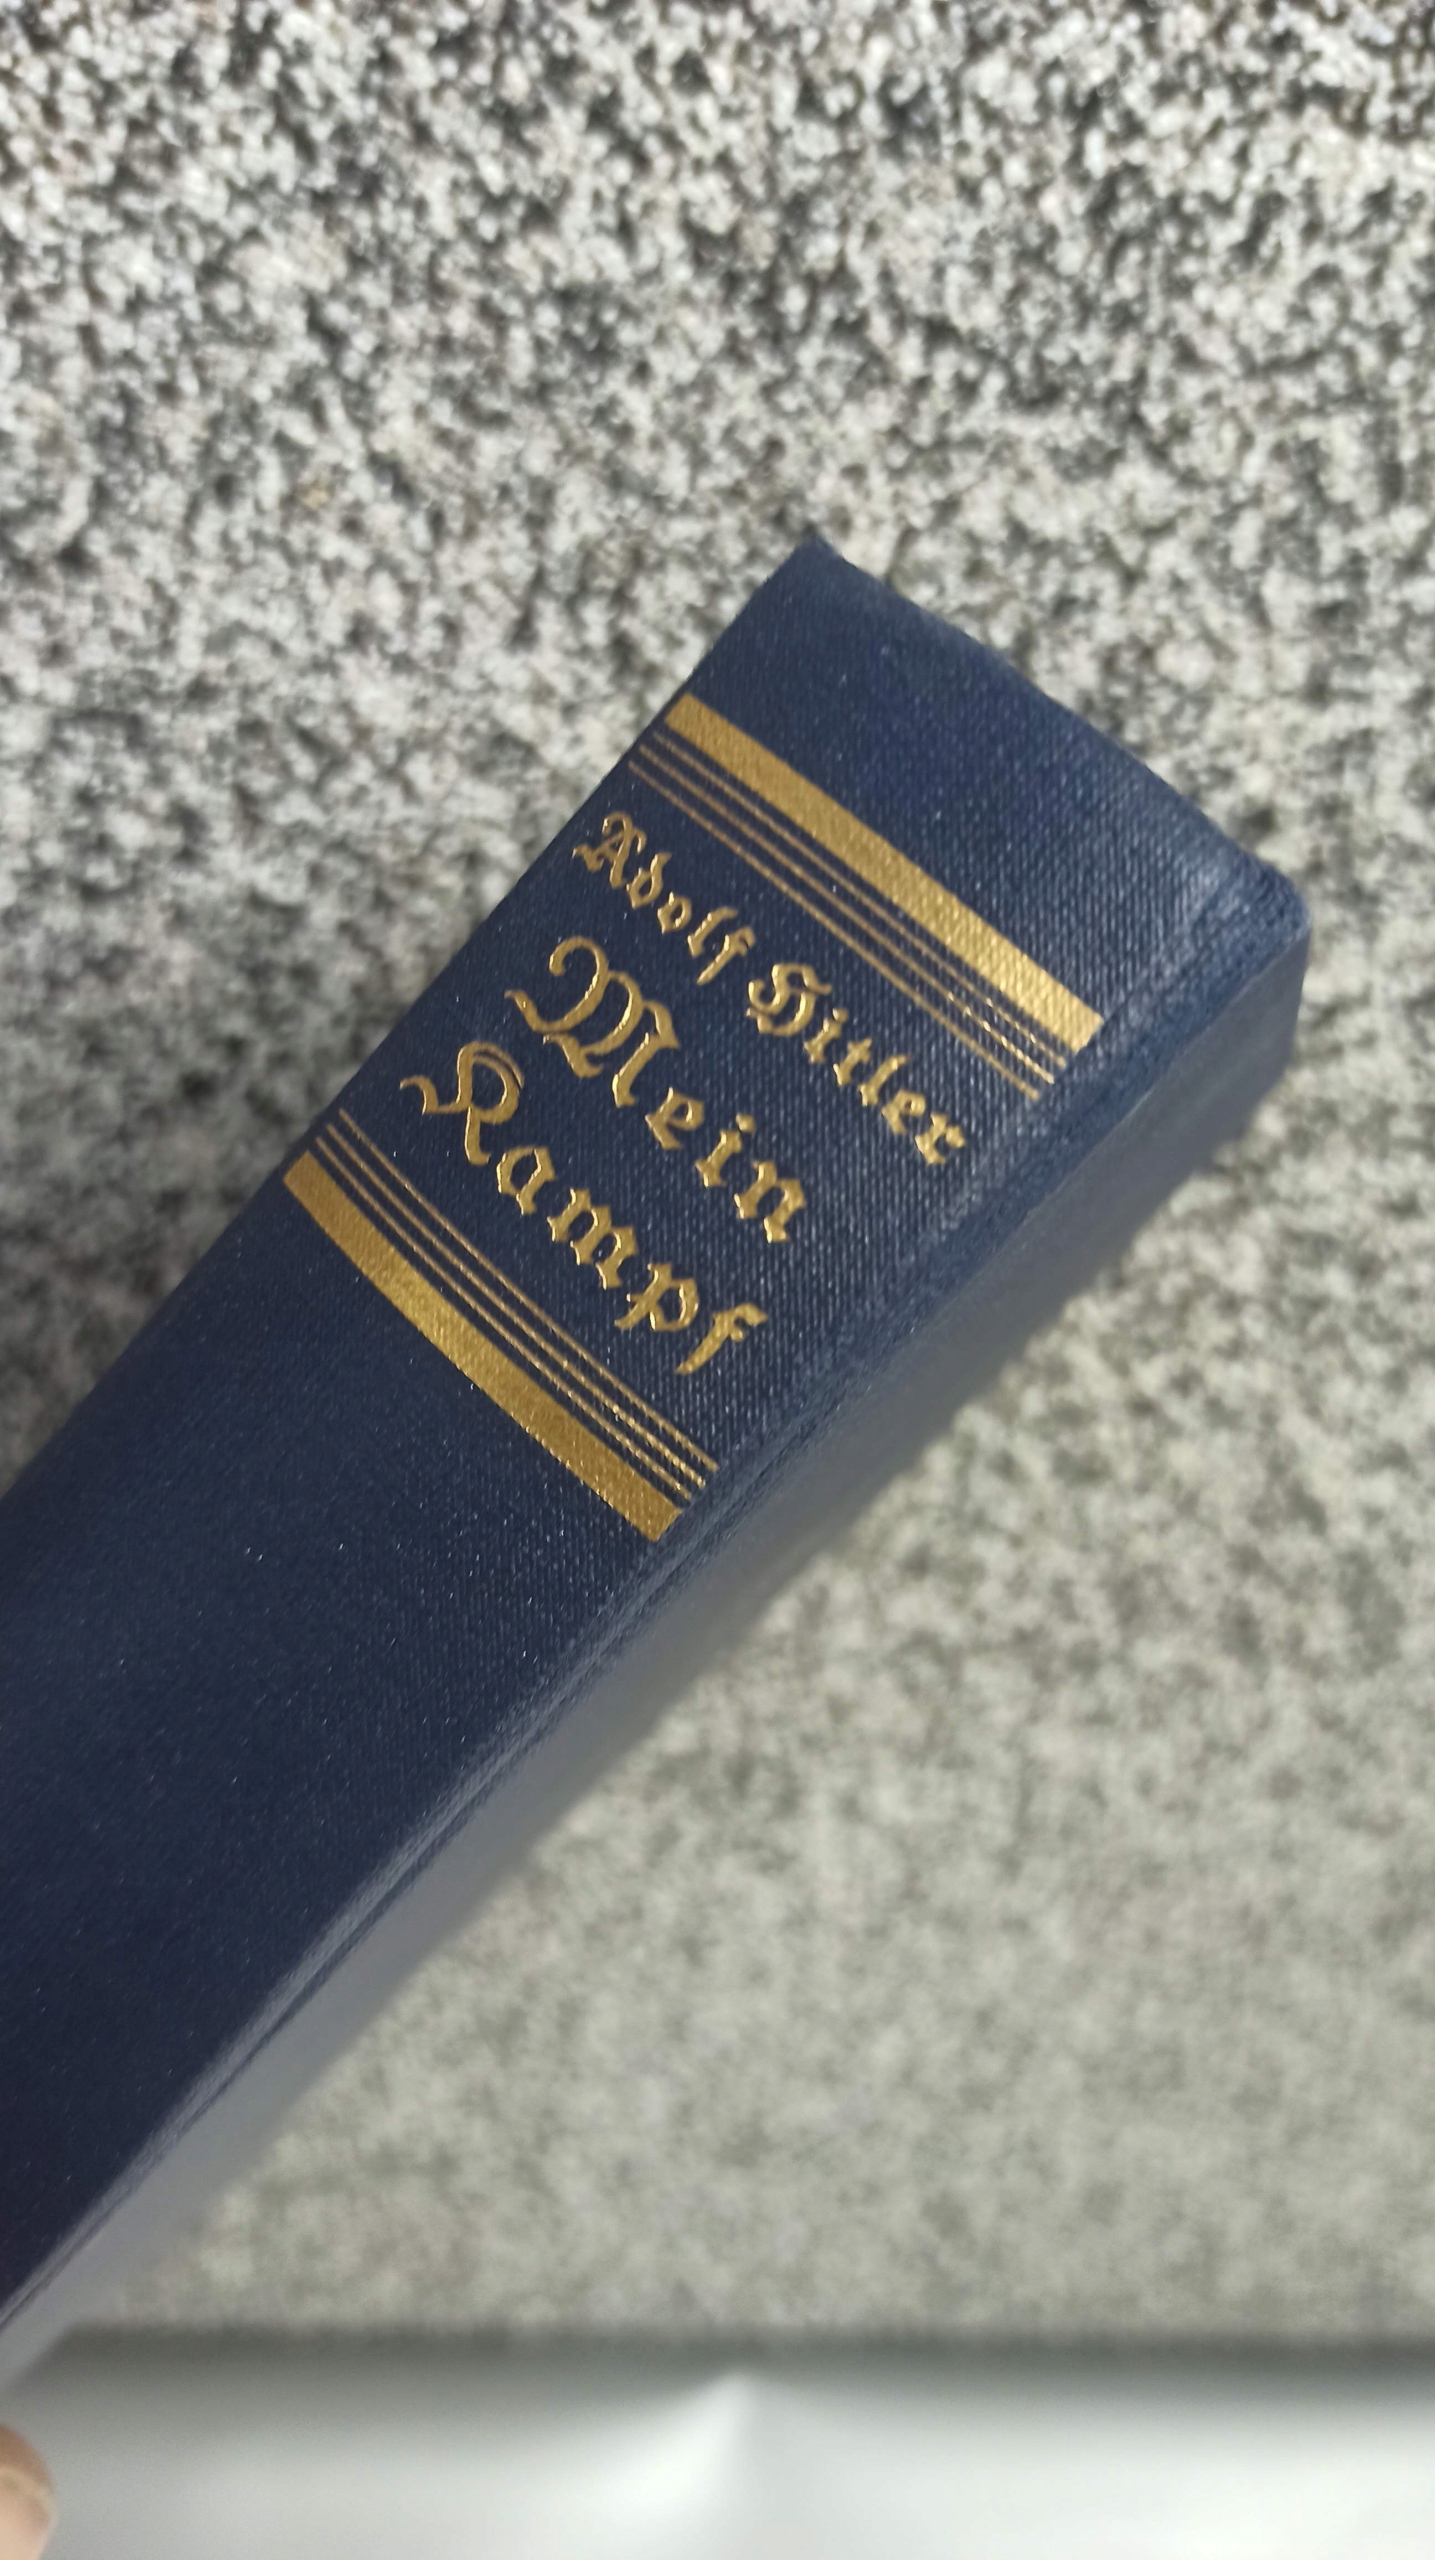 Adolf Hitler
Mein
Kampf